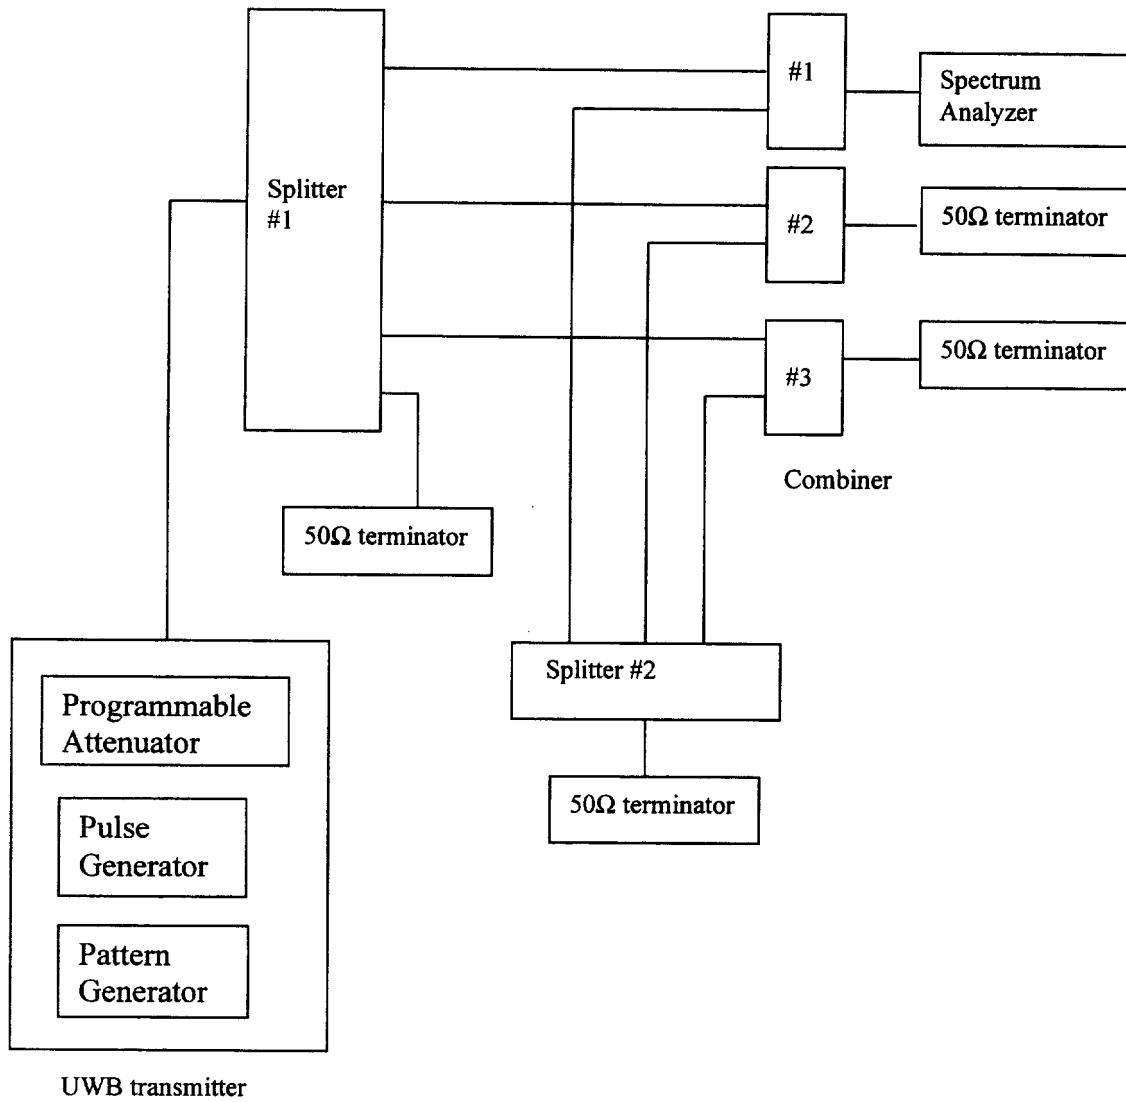 #1
Spectrum
Analyzer
Splitter
#1
#2
50Ω terminator
#3
50Ω terminator
Combiner
50Ω terminator
Splitter #2
Programmable
Attenuator
50Ω terminator
Pulse
Generator
Pattern
Generator
UWB transmitter